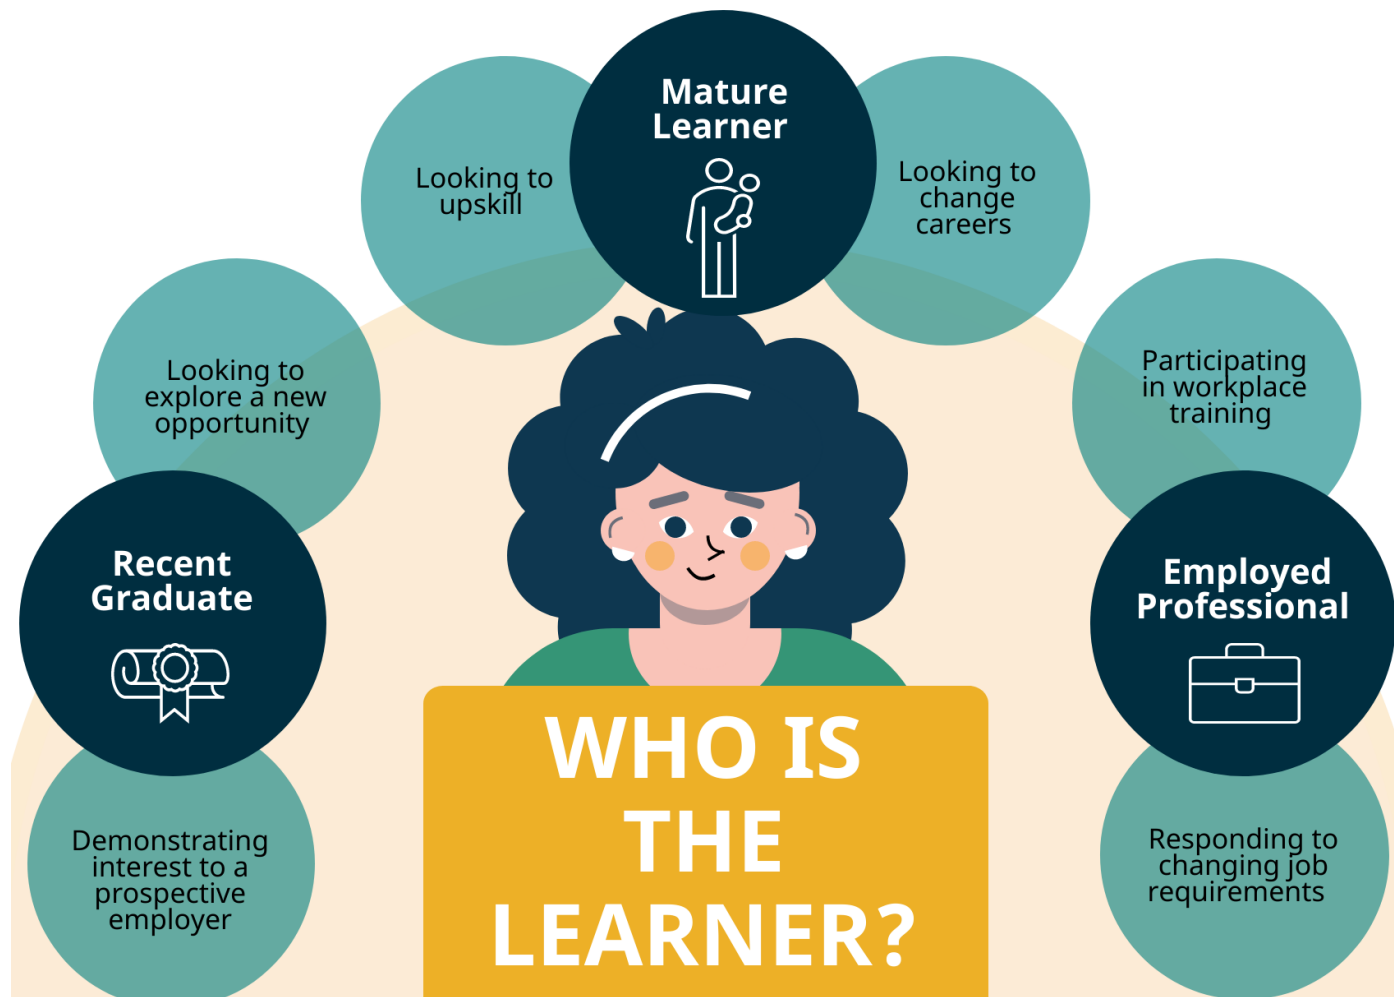 Mature
Learner
Looking to
upskill
Looking to
change
careers
Looking to
explore a new
opportunity
Participating
in workplace
training
Recent
Graduate
Employed
Professional
Demonstrating
interest to a
prospective
employer
Responding to
changing job
requirements
WHO IS
THE
LEARNER?